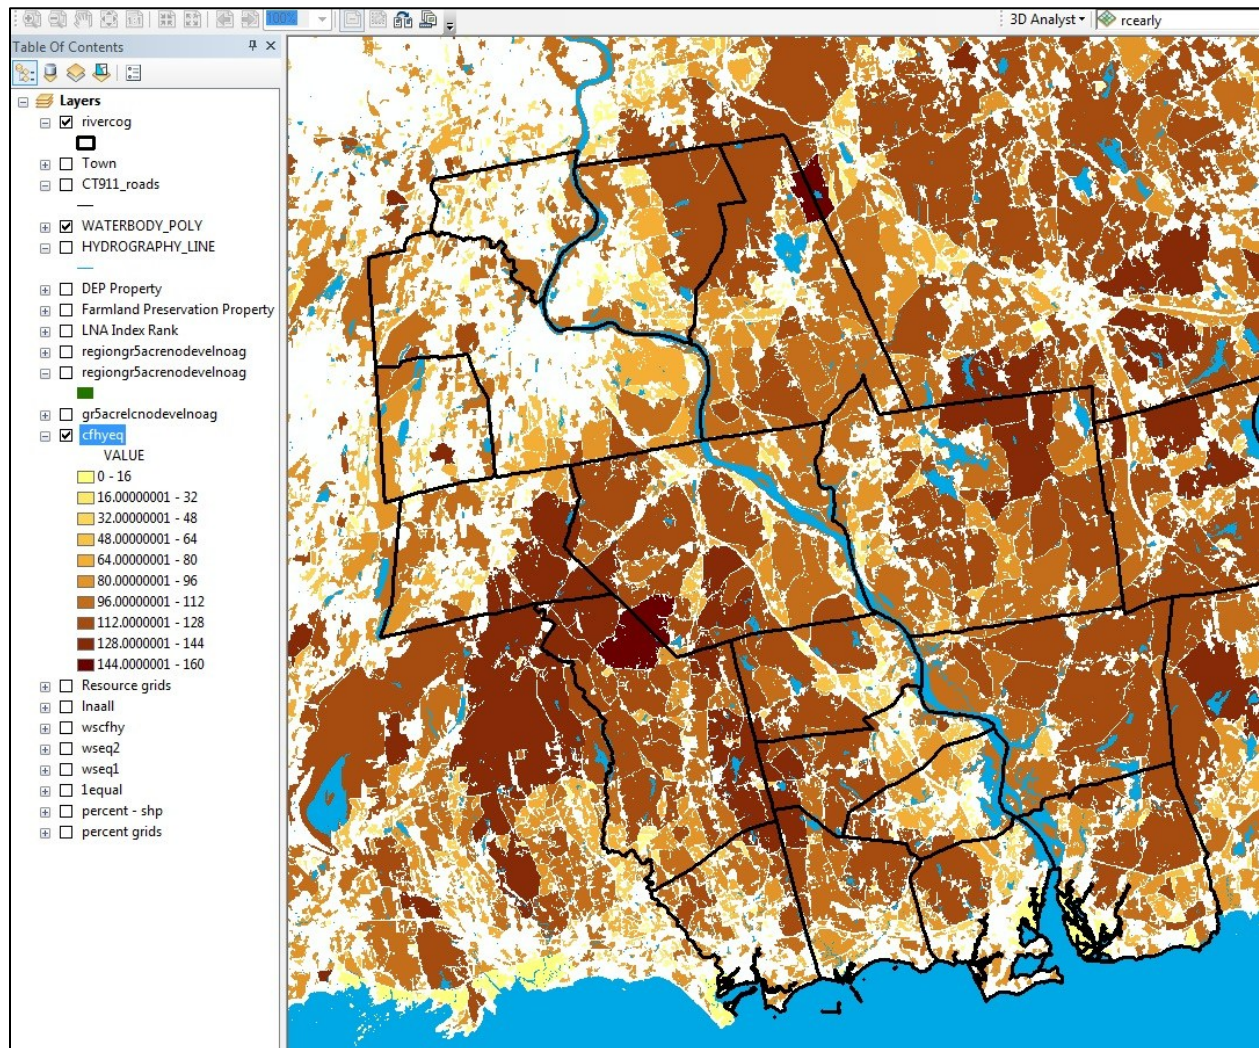 100%
3D Analyst
rcearly
Table Of Contents
Layers
rivercog
Town
CT911_roads
WATERBODY_POLY
HYDROGRAPHY_LINE
DEP Property
Farmland Preservation Property
LNA Index Rank
regiongr5acrenodevelnoag
regiongr5acrenodevelnoag
gr5acrelcnodevelnoag
cfhyeq
VALUE
0 - 16
16.00000001 - 32
32.00000001 - 48
48.00000001 - 64
64.00000001 - 80
80.00000001 - 96
96.00000001 - 112
112.0000001 - 128
128.0000001 - 144
144.0000001 - 160
Resource grids
lnaall
wscfhy
wseq2
wseq1
1equal
percent - shp
percent grids